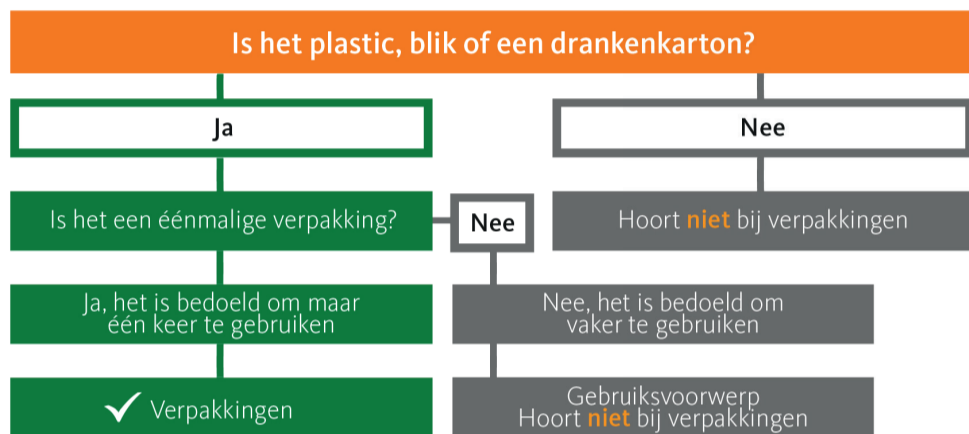 Is het plastic, blik of een drankenkarton?
Ja
Nee
Is het een éénmalige verpakking?
Nee
Hoort niet bij verpakkingen
Ja, het is bedoeld om maar
één keer te gebruiken
Nee, het is bedoeld om
vaker te gebruiken
Verpakkingen
Gebruiksvoorwerp
Hoort niet bij verpakkingen